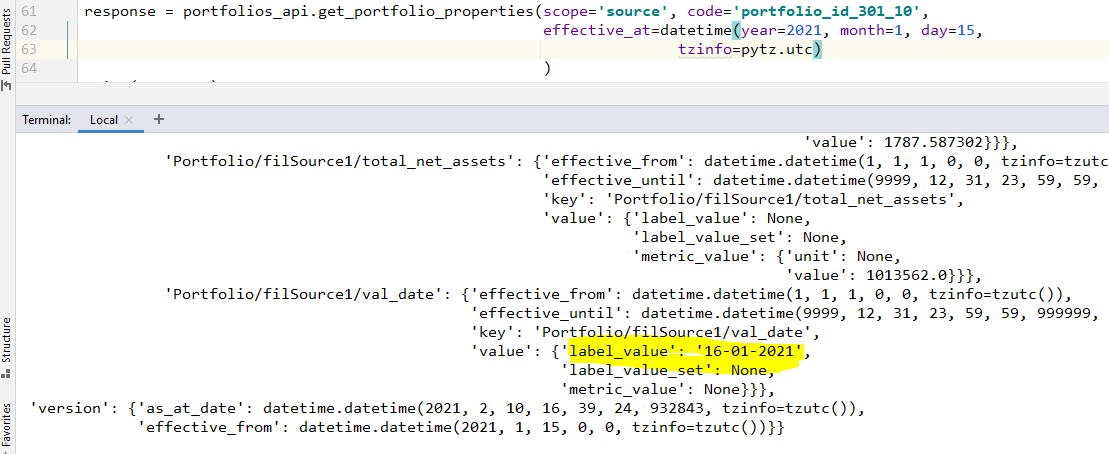 61 response = portfolios_api.get_portfolio_properties(scope='source', code='portfolio_id_301_10',
62 effective_at=datetime(year=2021, month=1, day=15,
63 tzinfo=pytz.utc)
64 )
Pull Requests
Terminal: Local × +
'value': 1787.587302}}},
'Portfolio/filSource1/total_net_assets': {'effective_from': datetime.datetime(1, 1, 1, 0, 0, tzinfo=tzutc
'effective_until': datetime.datetime(9999, 12, 31, 23, 59, 59,
'key': 'Portfolio/filSource1/total_net_assets',
'value': {'label_value': None,
'label_value_set': None,
'metric_value': {'unit': None,
'value': 1013562.0}}},
'Portfolio/filSource1/val_date': {'effective_from': datetime.datetime(1, 1, 1, 0, 0, tzinfo=tzutc()),
'effective_until': datetime.datetime(9999, 12, 31, 23, 59, 59, 999999,
'key': 'Portfolio/filSource1/val_date',
'value': {'label_value': '16-01-2021',
'label_value_set': None,
'metric_value': None}}},
'version': {'as_at_date': datetime.datetime(2021, 2, 10, 16, 39, 24, 932843, tzinfo=tzutc()),
'effective_from': datetime.datetime(2021, 1, 15, 0, 0, tzinfo=tzutc())}}
Structure
Favorites